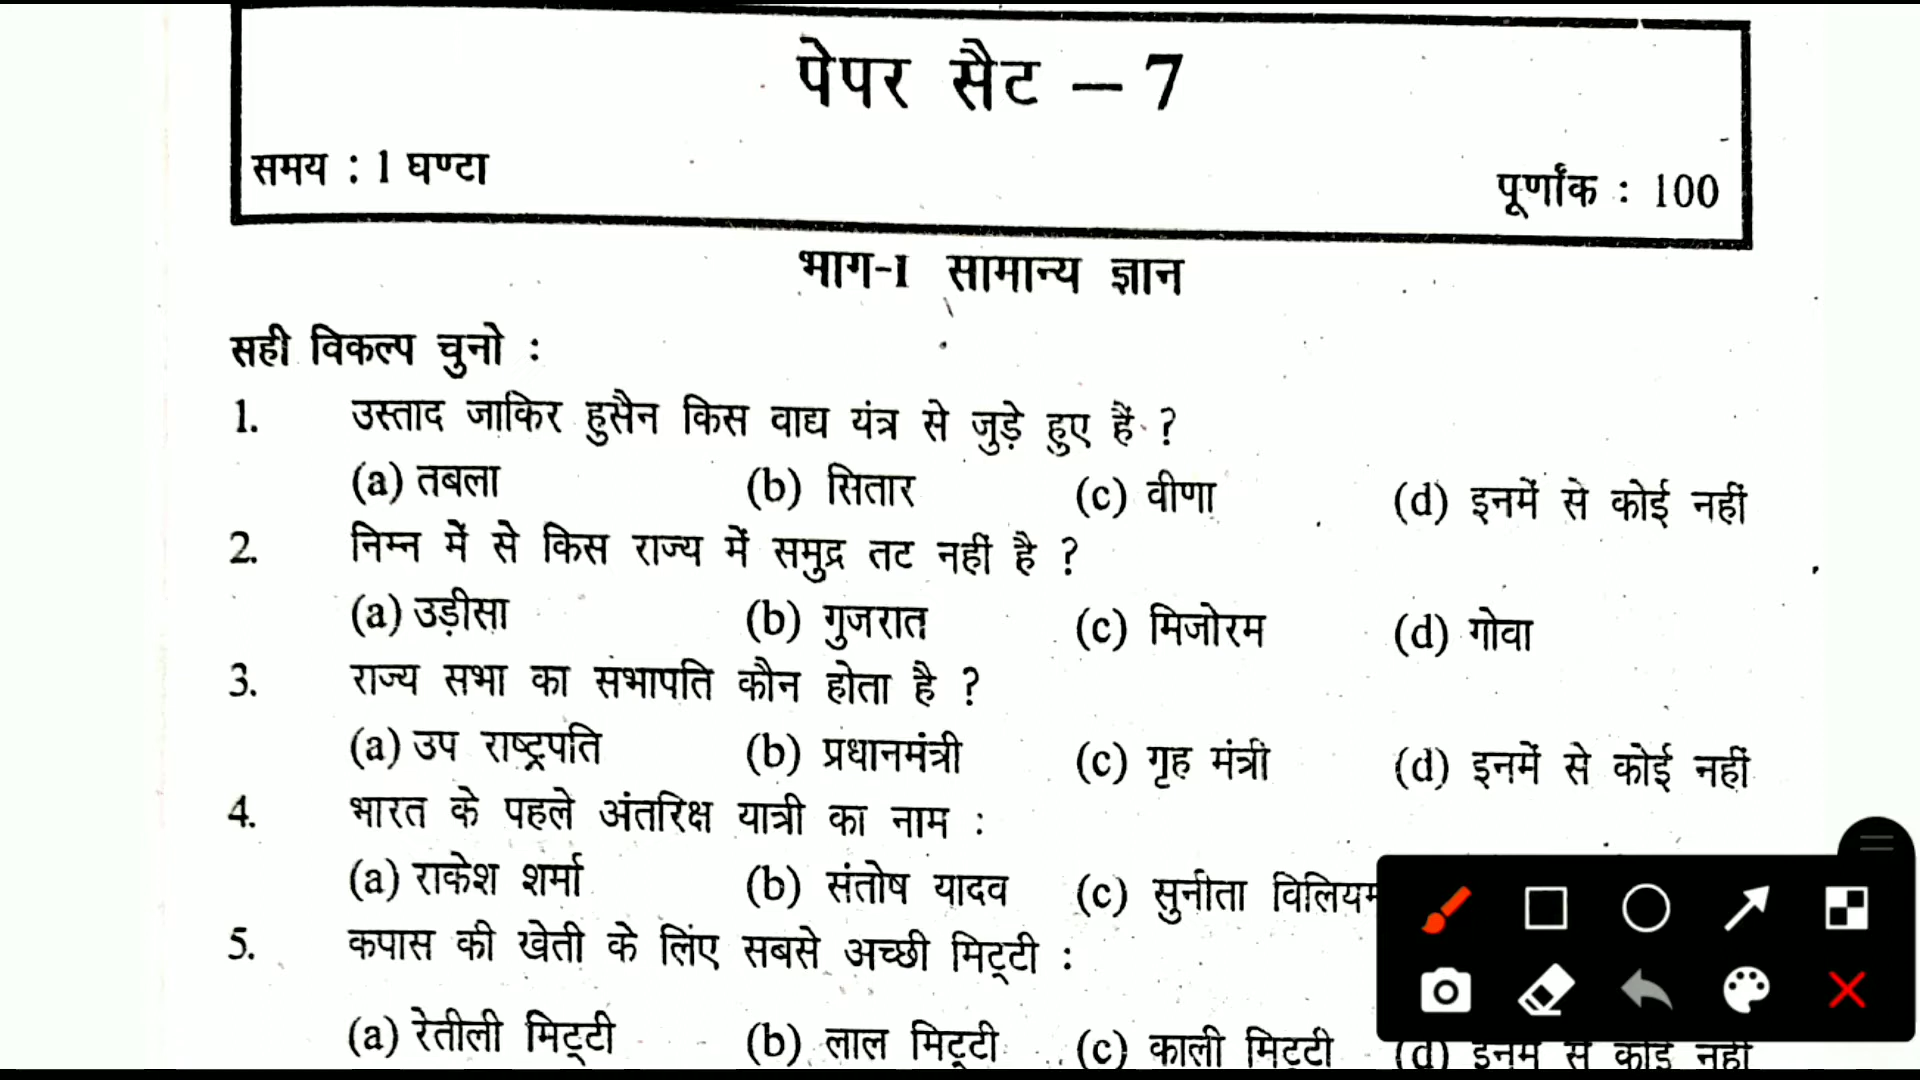 पेपर सैट – 7
समय : 1 घण्टा
पूर्णांक : 100
भाग-I सामान्य ज्ञान
सही विकल्प चुनो :
1. उस्ताद जाकिर हुसैन किस वाद्य यंत्र से जुड़े हुए हैं ?
(a) तबला (b) सितार (c) वीणा (d) इनमें से कोई नहीं
2. निम्न में से किस राज्य में समुद्र तट नहीं है ?
(a) उड़ीसा (b) गुजरात (c) मिजोरम (d) गोवा
3. राज्य सभा का सभापति कौन होता है ?
(a) उप राष्ट्रपति (b) प्रधानमंत्री (c) गृह मंत्री (d) इनमें से कोई नहीं
4. भारत के पहले अंतरिक्ष यात्री का नाम :
(a) राकेश शर्मा (b) संतोष यादव (c) सुनीता
5. कपास की खेती के लिए सबसे अच्छी मिट्टी :
(a) रेतीली मिट्टी (b) लाल मिट्टी (c) काली मिट्टी (d) इनमें से कोई नहीं